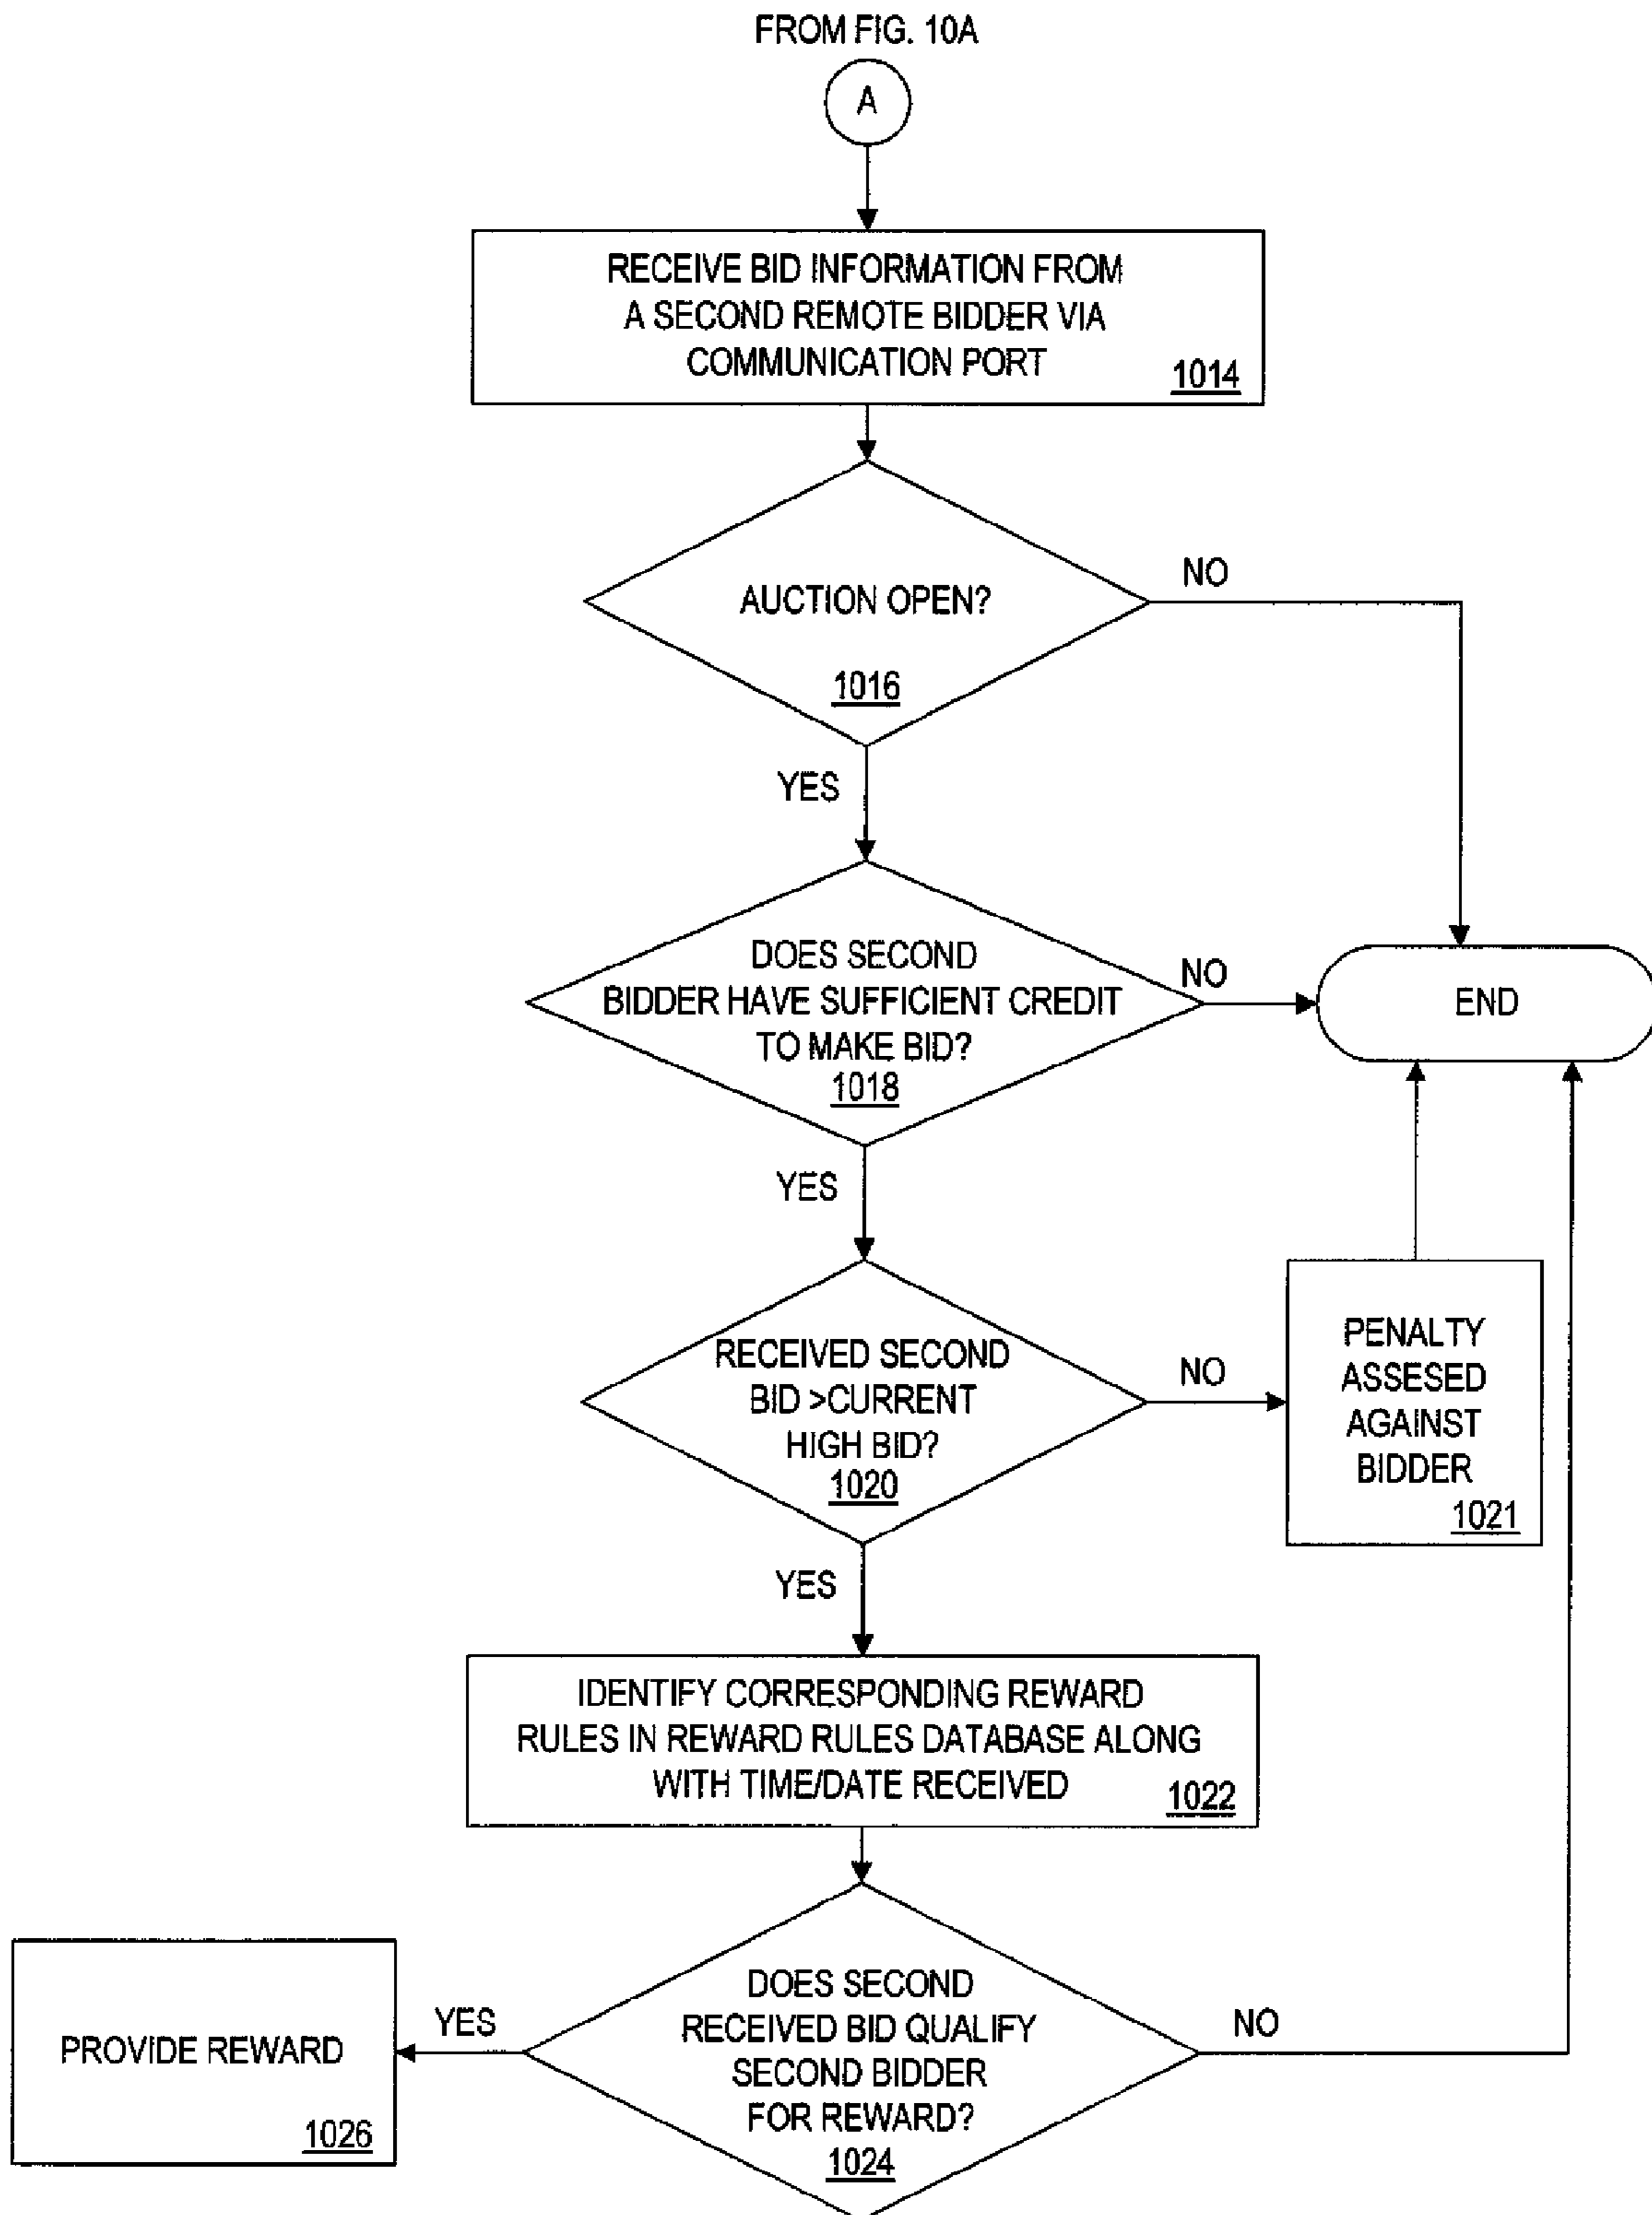 FROM FIG. 10A
A
RECEIVE BID INFORMATION FROM
A SECOND REMOTE BIDDER VIA
COMMUNICATION PORT
1014
AUCTION OPEN?
NO
1016
YES
DOES SECOND
BIDDER HAVE SUFFICIENT CREDIT
TO MAKE BID?
1018
NO
END
YES
RECEIVED SECOND
BID >CURRENT
HIGH BID?
1020
NO
PENALTY
ASSESED
AGAINST
BIDDER
1021
YES
IDENTIFY CORRESPONDING REWARD
RULES IN REWARD RULES DATABASE ALONG
WITH TIME/DATE RECEIVED
1022
DOES SECOND
RECEIVED BID QUALIFY
SECOND BIDDER
FOR REWARD?
1024
YES
NO
PROVIDE REWARD
1026